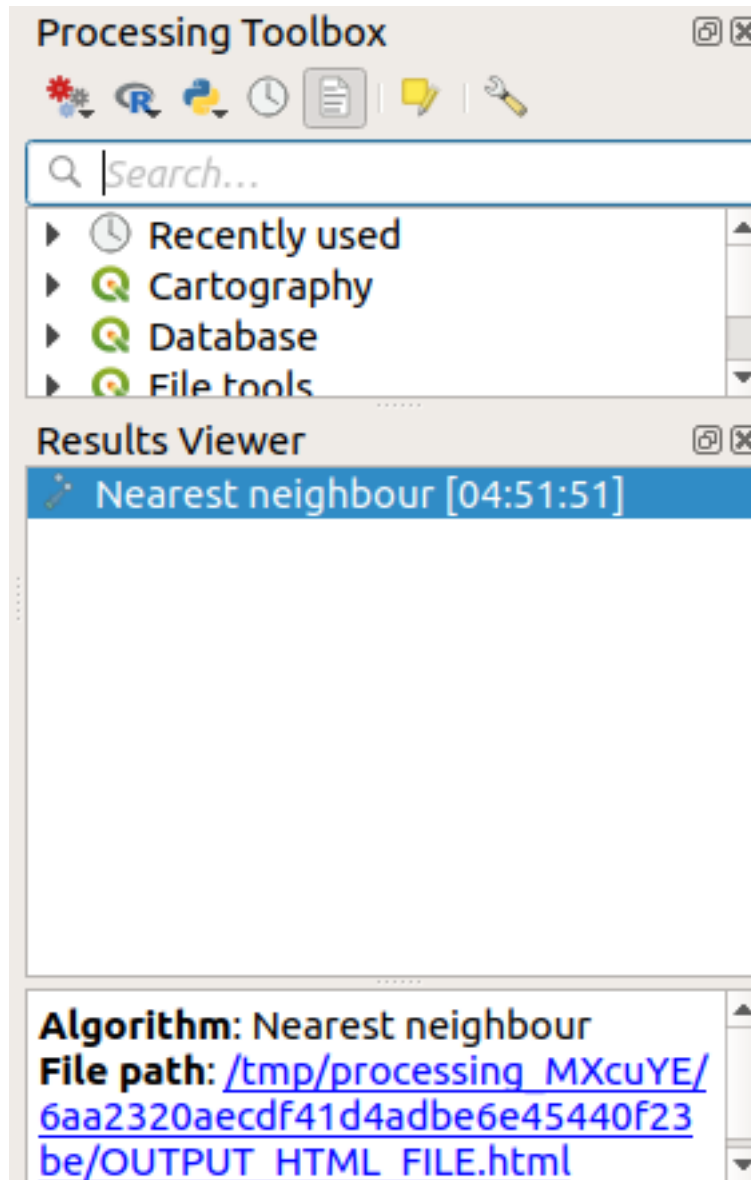 Processing Toolbox
Search…
Recently used
Cartography
Database
File tools
Results Viewer
Nearest neighbour [04:51:51]
Algorithm: Nearest neighbour
File path: /tmp/processing_MXcuYE/
6aa2320aecdf41d4adbe6e45440f23
be/OUTPUT_HTML_FILE.html